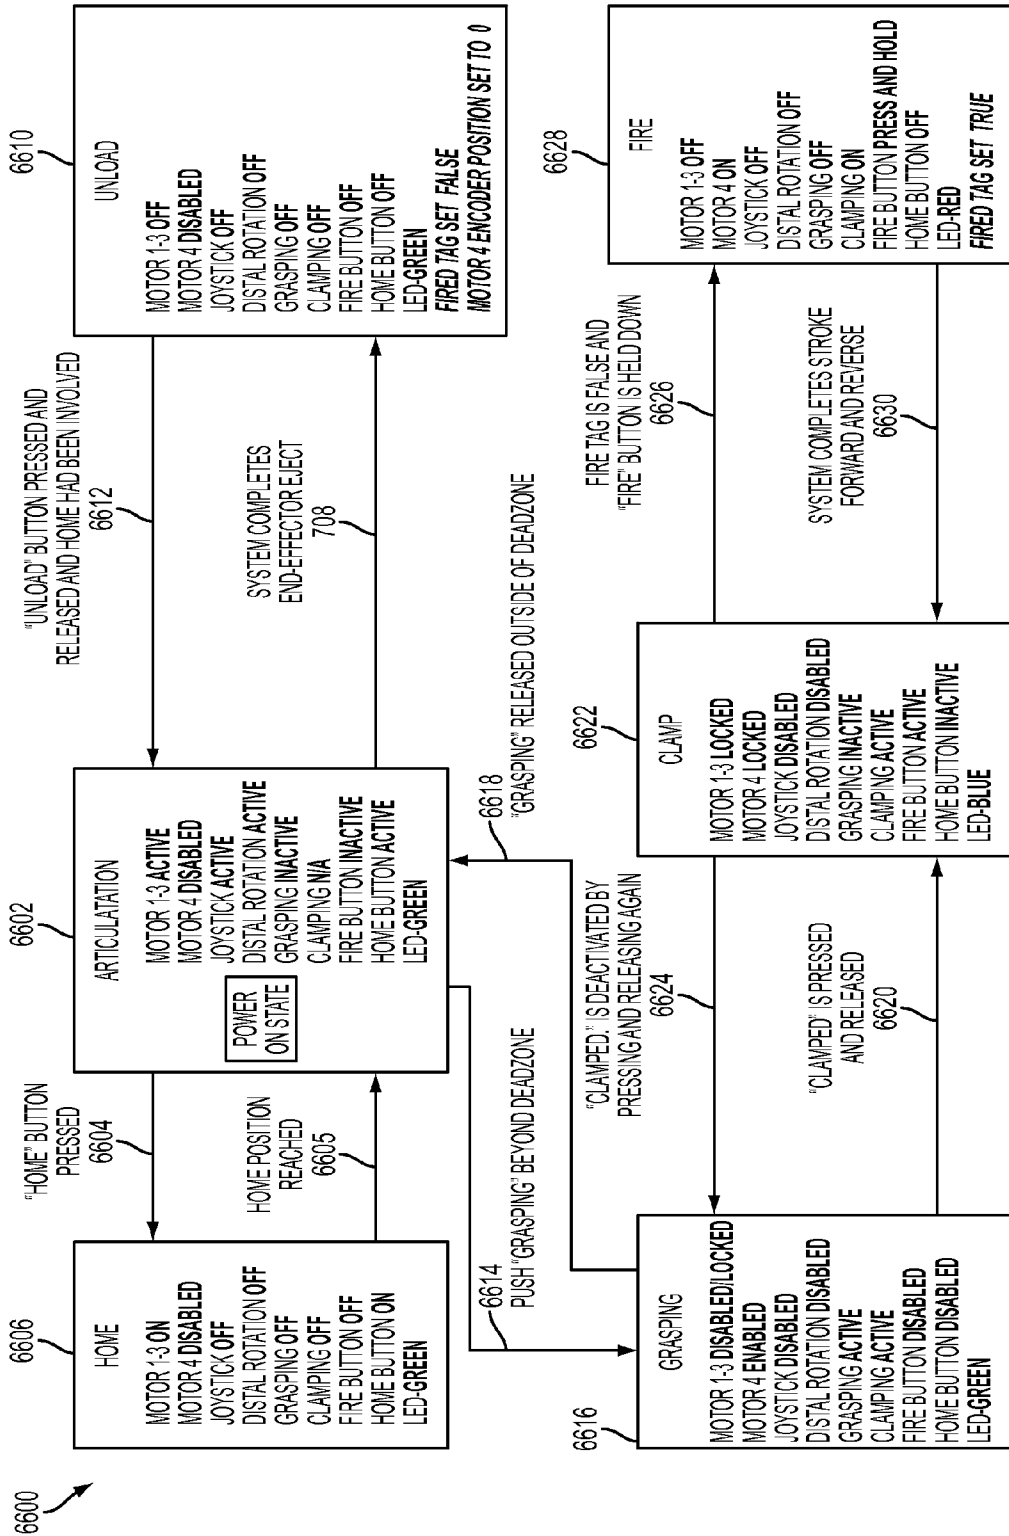 6600
6606
HOME
MOTOR 1-3 ON
MOTOR 4 DISABLED
JOYSTICK OFF
DISTAL ROTATION OFF
GRASPING OFF
CLAMPING OFF
FIRE BUTTON OFF
HOME BUTTON ON
LED-GREEN
"HOME" BUTTON
PRESSED
6604
HOME POSITION
REACHED
6605
6602
ARTICULATATION
POWER
ON STATE
MOTOR 1-3 ACTIVE
MOTOR 4 DISABLED
JOYSTICK ACTIVE
DISTAL ROTATION ACTIVE
GRASPING INACTIVE
CLAMPING N/A
FIRE BUTTON INACTIVE
HOME BUTTON ACTIVE
LED-GREEN
"UNLOAD" BUTTON PRESSED AND
RELEASED AND HOME HAD BEEN INVOLVED
6612
SYSTEM COMPLETES
END-EFFECTOR EJECT
708
6610
UNLOAD
MOTOR 1-3 OFF
MOTOR 4 DISABLED
JOYSTICK OFF
DISTAL ROTATION OFF
GRASPING OFF
CLAMPING OFF
FIRE BUTTON OFF
HOME BUTTON OFF
LED-GREEN
FIRED TAG SET FALSE
MOTOR 4 ENCODER POSITION SET TO 0
6614
PUSH "GRASPING" BEYOND DEADZONE
6618
"GRASPING" RELEASED OUTSIDE OF DEADZONE
6616
GRASPING
MOTOR 1-3 DISABLED/LOCKED
MOTOR 4 ENABLED
JOYSTICK DISABLED
DISTAL ROTATION DISABLED
GRASPING ACTIVE
CLAMPING ACTIVE
FIRE BUTTON DISABLED
HOME BUTTON DISABLED
LED-GREEN
"CLAMPED." IS DEACTIVATED BY
PRESSING AND RELEASING AGAIN
6624
"CLAMPED" IS PRESSED
AND RELEASED
6620
6622
CLAMP
MOTOR 1-3 LOCKED
MOTOR 4 LOCKED
JOYSTICK DISABLED
DISTAL ROTATION DISABLED
GRASPING INACTIVE
CLAMPING ACTIVE
FIRE BUTTON ACTIVE
HOME BUTTON INACTIVE
LED-BLUE
FIRE TAG IS FALSE AND
"FIRE" BUTTON IS HELD DOWN
6626
SYSTEM COMPLETES STROKE
FORWARD AND REVERSE
6630
6628
FIRE
MOTOR 1-3 OFF
MOTOR 4 ON
JOYSTICK OFF
DISTAL ROTATION OFF
GRASPING OFF
CLAMPING ON
FIRE BUTTON PRESS AND HOLD
HOME BUTTON OFF
LED-RED
FIRED TAG SET TRUE